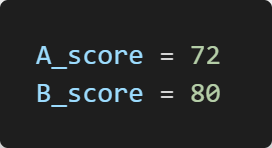 A_score = 72
B_score = 80